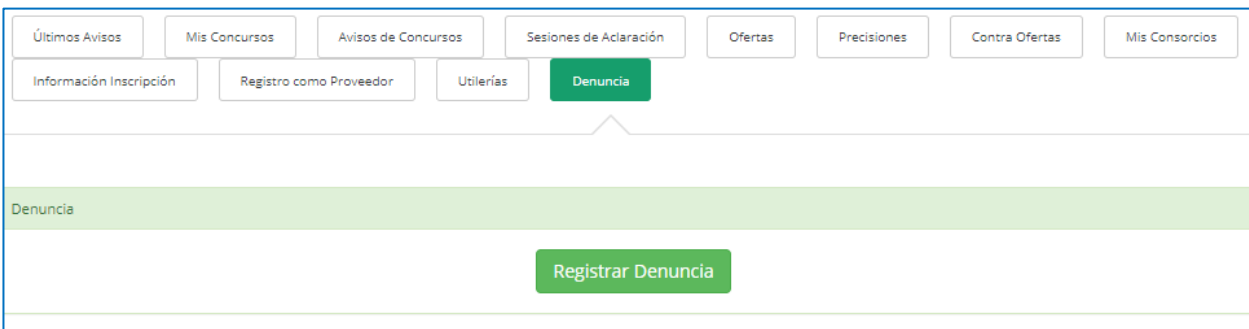 Últimos Avisos Mis Concursos Avisos de Concursos Sesiones de Aclaración Ofertas Precisiones Contra Ofertas Mis Consorcios
Información Inscripción Registro como Proveedor Utilerías Denuncia
Denuncia
Registrar Denuncia